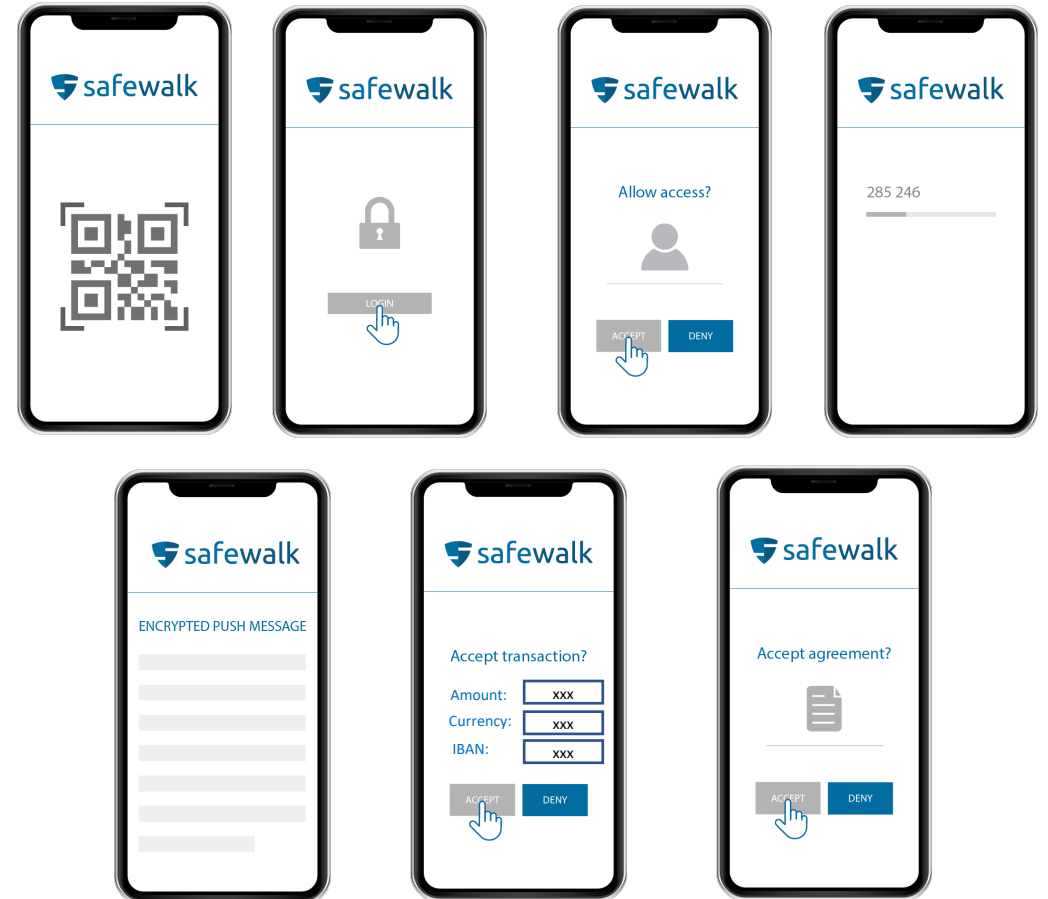 safewalk
safewalk
LOGIN
safewalk
Allow access?
ACCEPT DENY
safewalk
285 246
safewalk
ENCRYPTED PUSH MESSAGE
safewalk
Accept transaction?
Amount: xxx
Currency: xxx
IBAN: xxx
ACCEPT DENY
safewalk
Accept agreement?
ACCEPT DENY